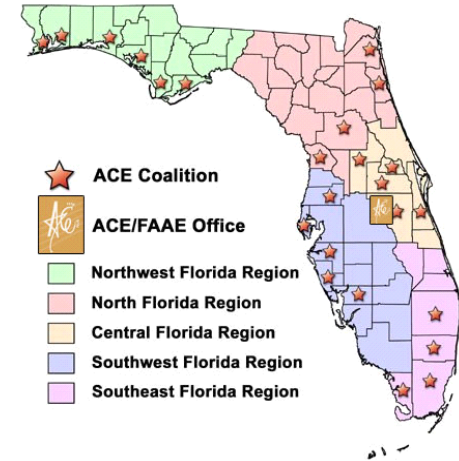 ACE Coalition
ACE
ACE/FAAE Office
Northwest Florida Region
North Florida Region
Central Florida Region
Southwest Florida Region
Southeast Florida Region